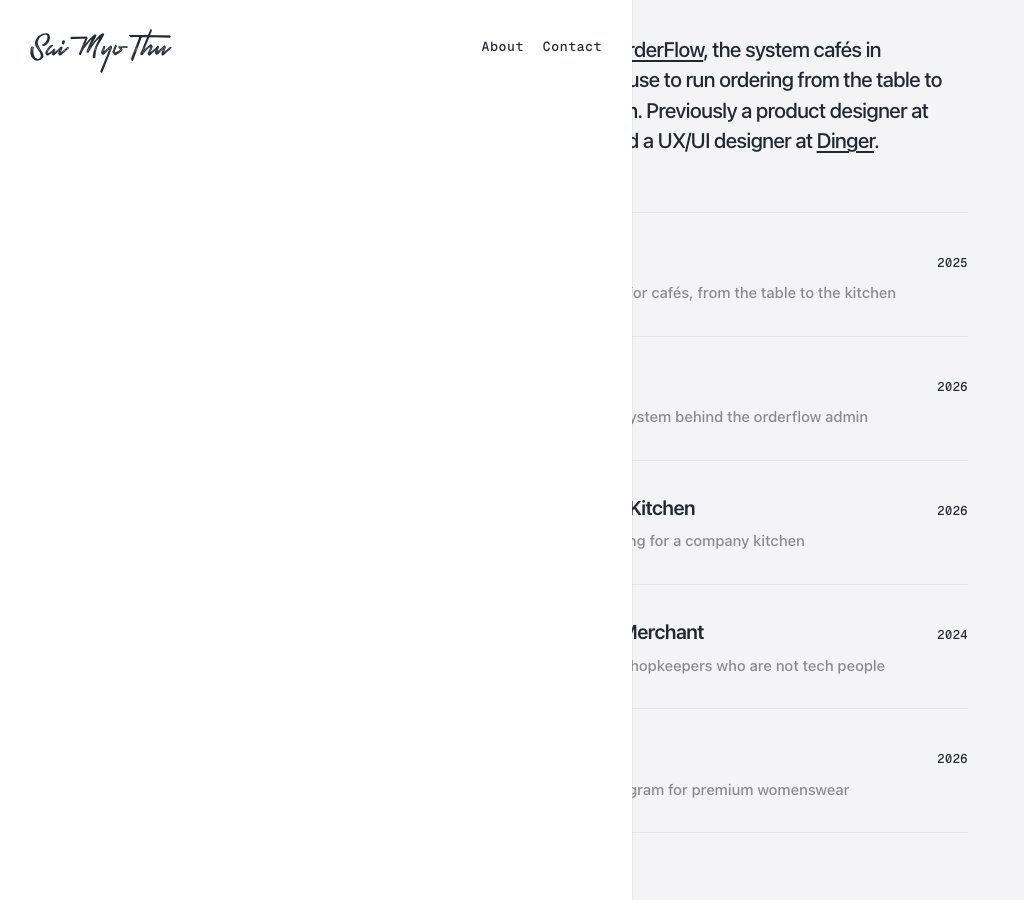 Sai Myo Thu
About Contact
rderFlow, the system cafés in
use to run ordering from the table to
. Previously a product designer at
a UX/UI designer at Dinger.
2025
for cafés, from the table to the kitchen
2026
ystem behind the orderflow admin
Kitchen
2026
ng for a company kitchen
Merchant
2024
hopkeepers who are not tech people
2026
gram for premium womenswear